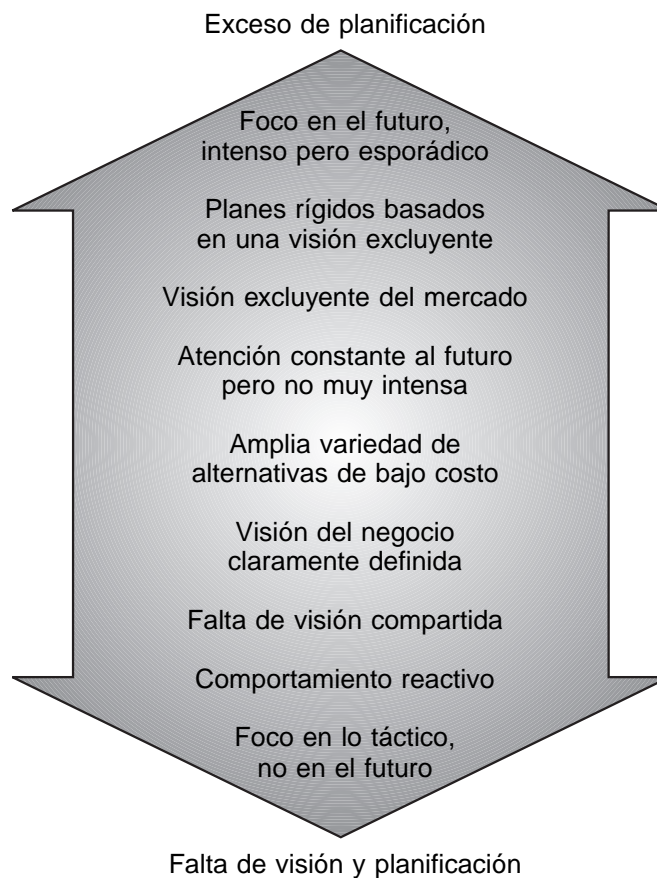 Exceso de planificación
Foco en el futuro,
intenso pero esporádico
Planes rígidos basados
en una visión excluyente
Visión excluyente del mercado
Atención constante al futuro
pero no muy intensa
Amplia variedad de
alternativas de bajo costo
Visión del negocio
claramente definida
Falta de visión compartida
Comportamiento reactivo
Foco en lo táctico,
no en el futuro
Falta de visión y planificación